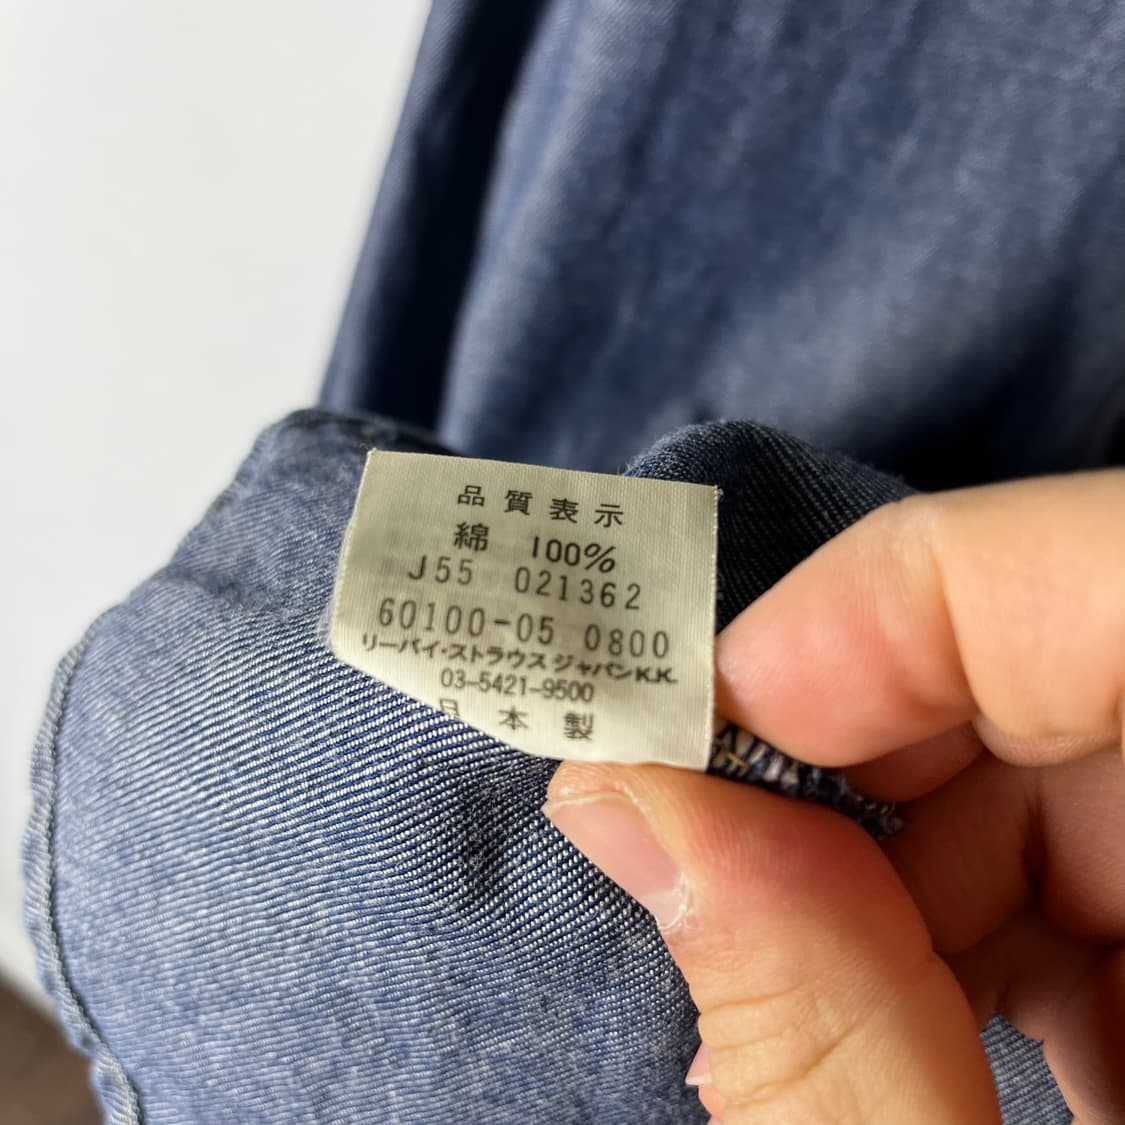 品質表示
綿 100%
J55 021362
60100-05 0800
リーバイ・ストラウス ジャパン K.K.
03-5421-9500
日本製